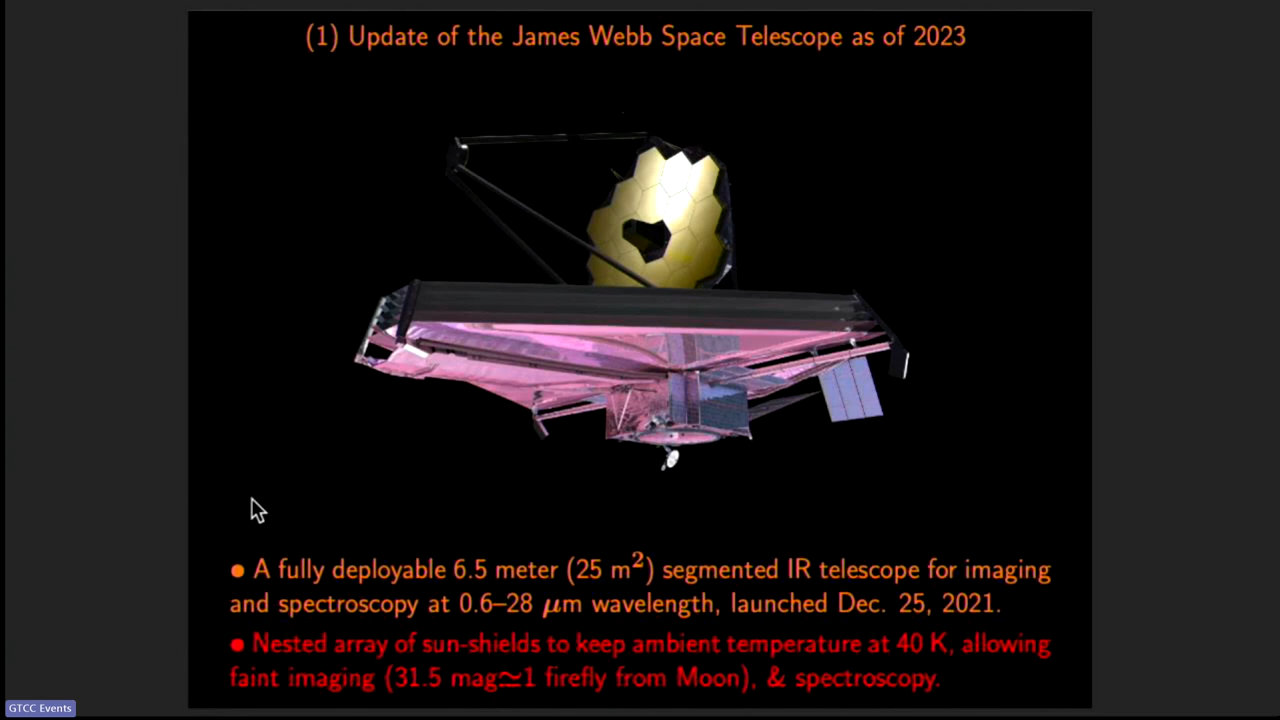 (1) Update of the James Webb Space Telescope as of 2023
● A fully deployable 6.5 meter (25 m²) segmented IR telescope for imaging
and spectroscopy at 0.6–28 μm wavelength, launched Dec. 25, 2021.
● Nested array of sun-shields to keep ambient temperature at 40 K, allowing
faint imaging (31.5 mag≃1 firefly from Moon), & spectroscopy.
GTCC Events